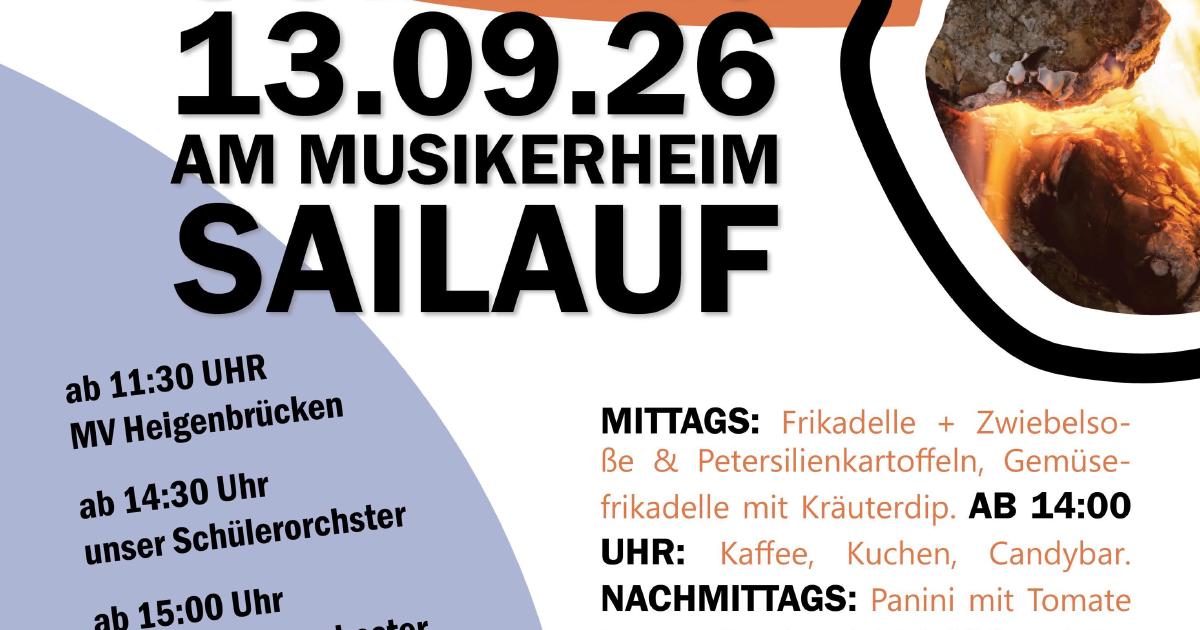 13.09.26
AM MUSIKERHEIM
SAILAUF
ab 11:30 UHR
MV Heigenbrücken
ab 14:30 Uhr
unser Schülerorchster
ab 15:00 Uhr
MITTAGS: Frikadelle + Zwiebelso-
ße & Petersilienkartoffeln, Gemüse-
frikadelle mit Kräuterdip. AB 14:00
UHR: Kaffee, Kuchen, Candybar.
NACHMITTAGS: Panini mit Tomate